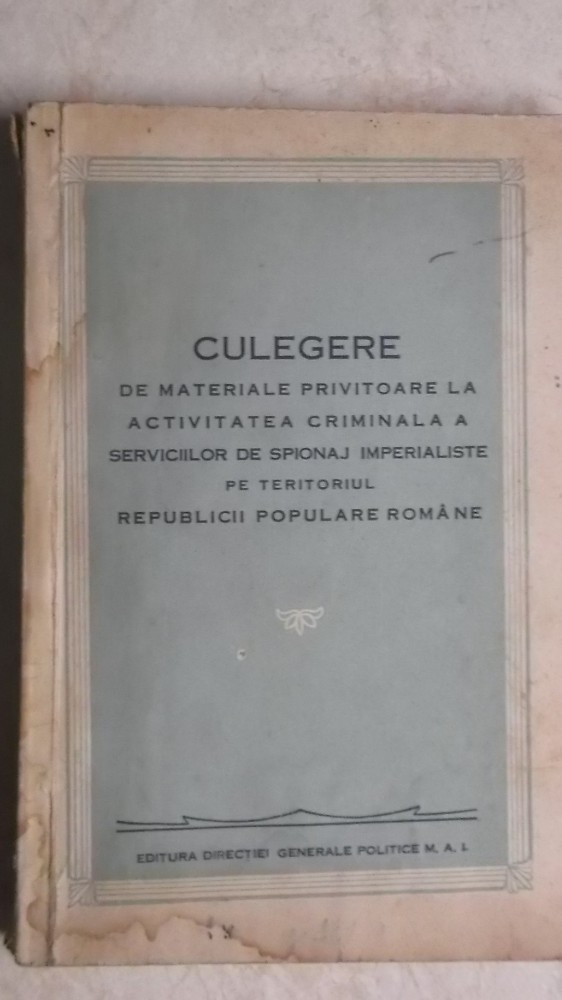 CULEGERE
DE MATERIALE PRIVITOARE LA
ACTIVITATEA CRIMINALA A
SERVICIILOR DE SPIONAJ IMPERIALISTE
PE TERITORIUL
REPUBLICII POPULARE ROMÂNE
EDITURA DIRECȚIEI GENERALE POLITICE M. A. I.